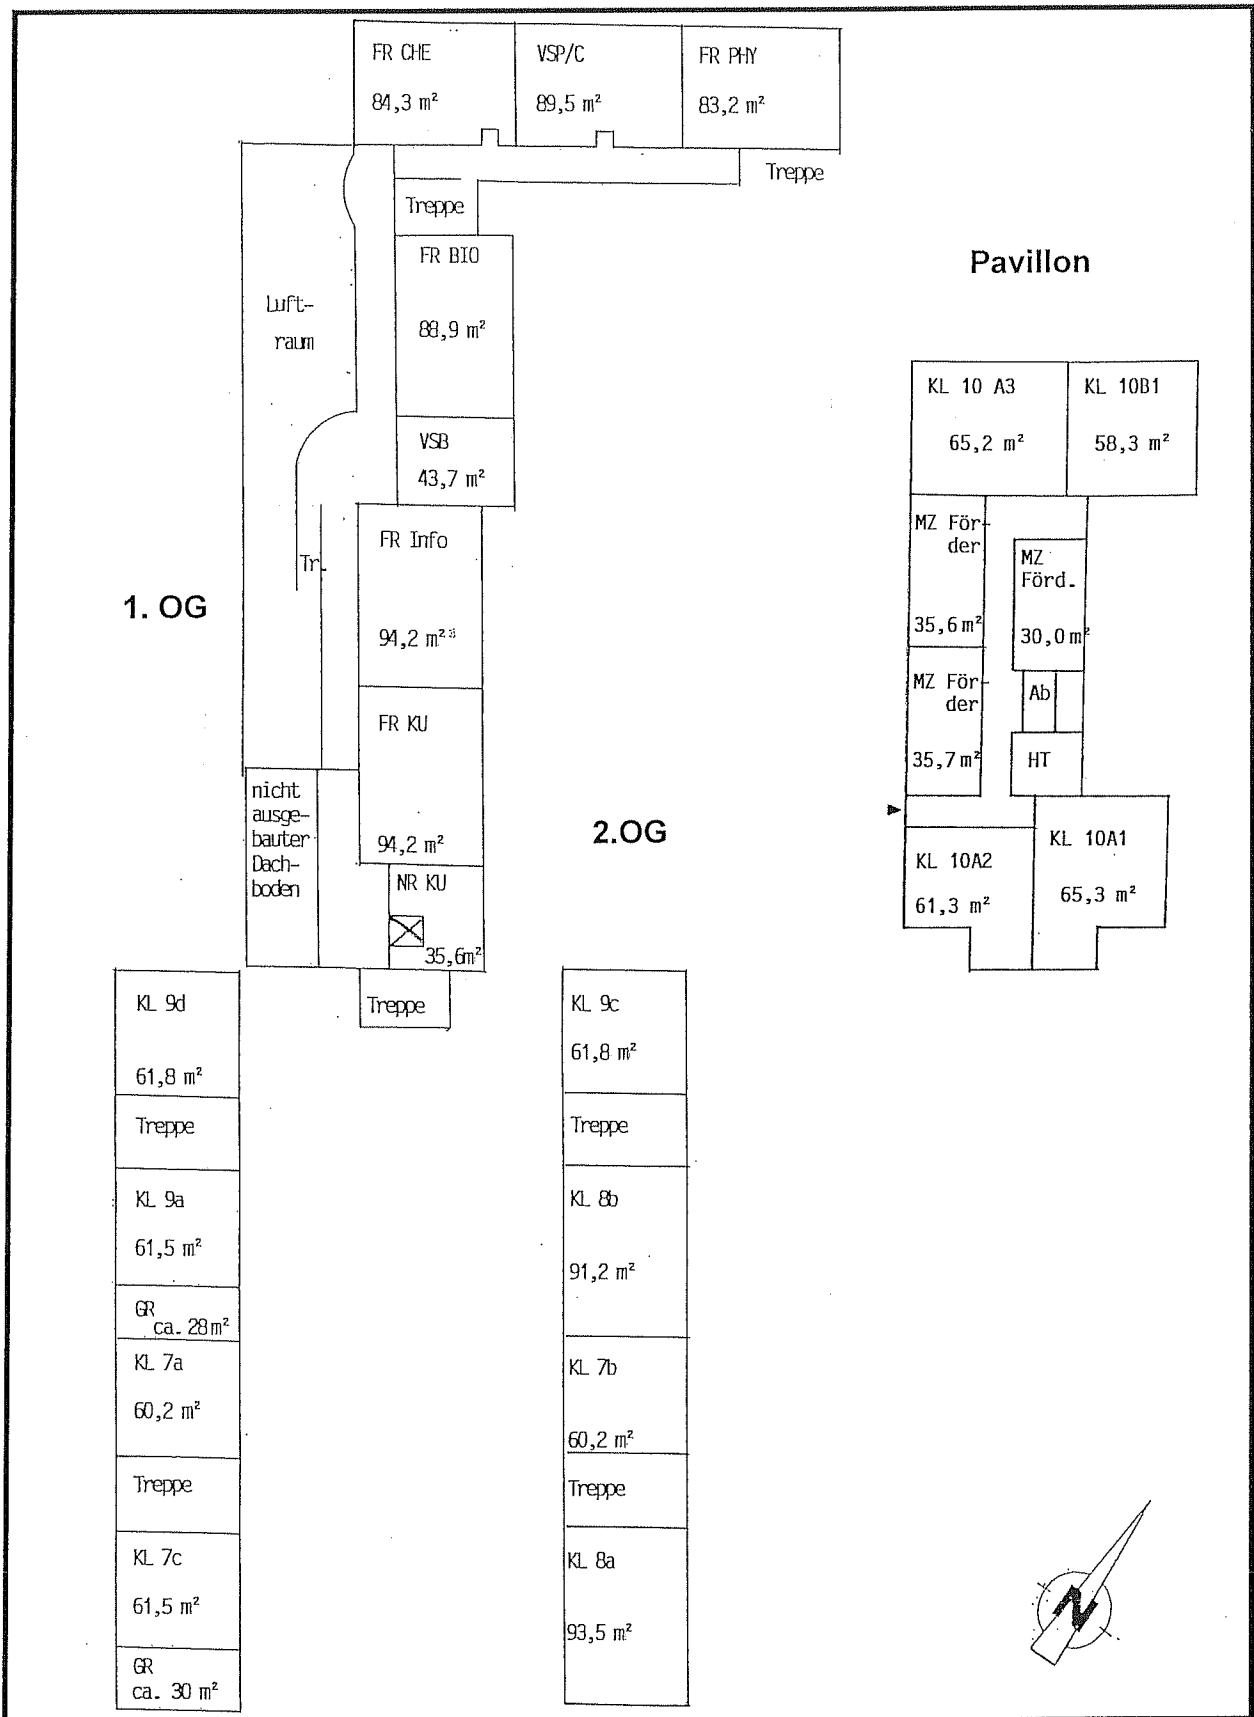 FR CHE
84,3 m²
VSP/C
89,5 m²
FR PHY
83,2 m²
Treppe
Treppe
FR BIO
88,9 m²
Luft-
raum
VSB
43,7 m²
FR Info
94,2 m²
Tr.
1. OG
FR KU
94,2 m²
nicht
ausge-
bauter
Dach-
boden
NR KU
35,6m²
Treppe
KL 9d
61,8 m²
Treppe
KL 9a
61,5 m²
GR
ca. 28m²
KL 7a
60,2 m²
Treppe
KL 7c
61,5 m²
GR
ca. 30 m²
2.OG
KL 9c
61,8 m²
Treppe
KL 8b
91,2 m²
KL 7b
60,2 m²
Treppe
KL 8a
93,5 m²
Pavillon
KL 10 A3
65,2 m²
KL 10B1
58,3 m²
MZ För-
der
35,6 m²
MZ
Förd.
30,0 m²
MZ För-
der
35,7 m²
Ab
HT
KL 10A2
61,3 m²
KL 10A1
65,3 m²
N